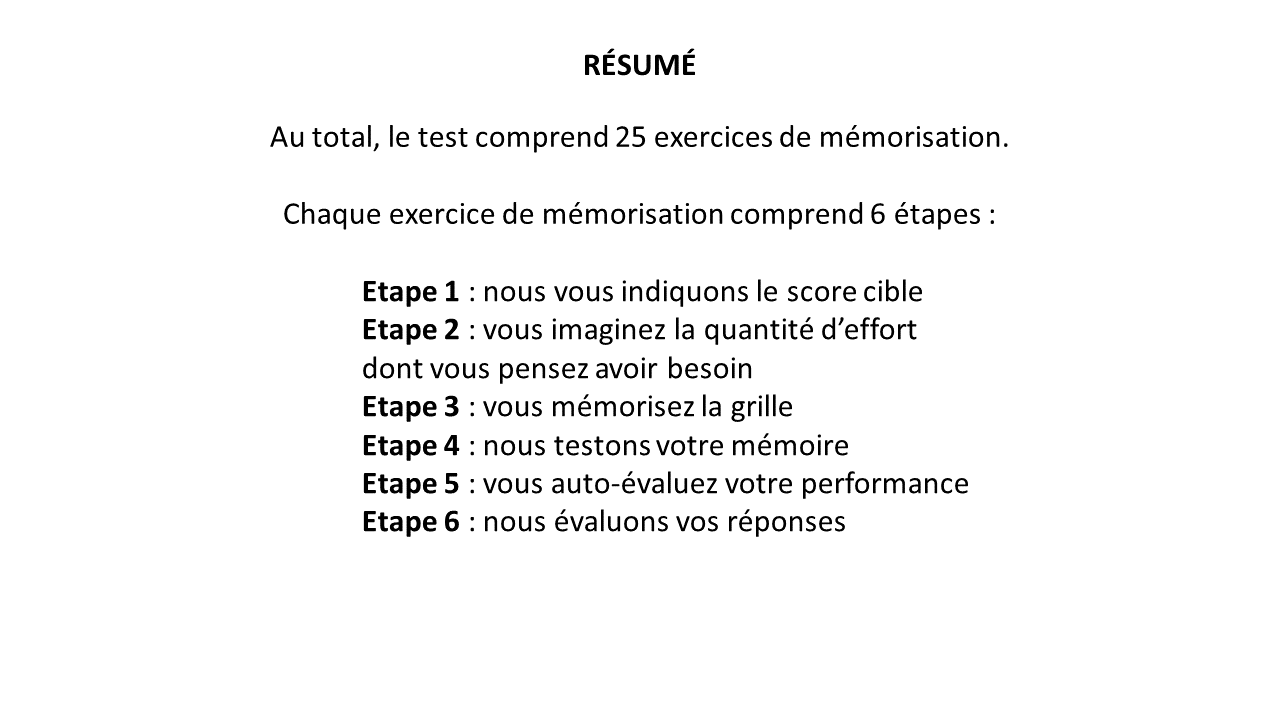 RÉSUMÉ
Au total, le test comprend 25 exercices de mémorisation.
Chaque exercice de mémorisation comprend 6 étapes :
Etape 1 : nous vous indiquons le score cible
Etape 2 : vous imaginez la quantité d’effort
dont vous pensez avoir besoin
Etape 3 : vous mémorisez la grille
Etape 4 : nous testons votre mémoire
Etape 5 : vous auto-évaluez votre performance
Etape 6 : nous évaluons vos réponses